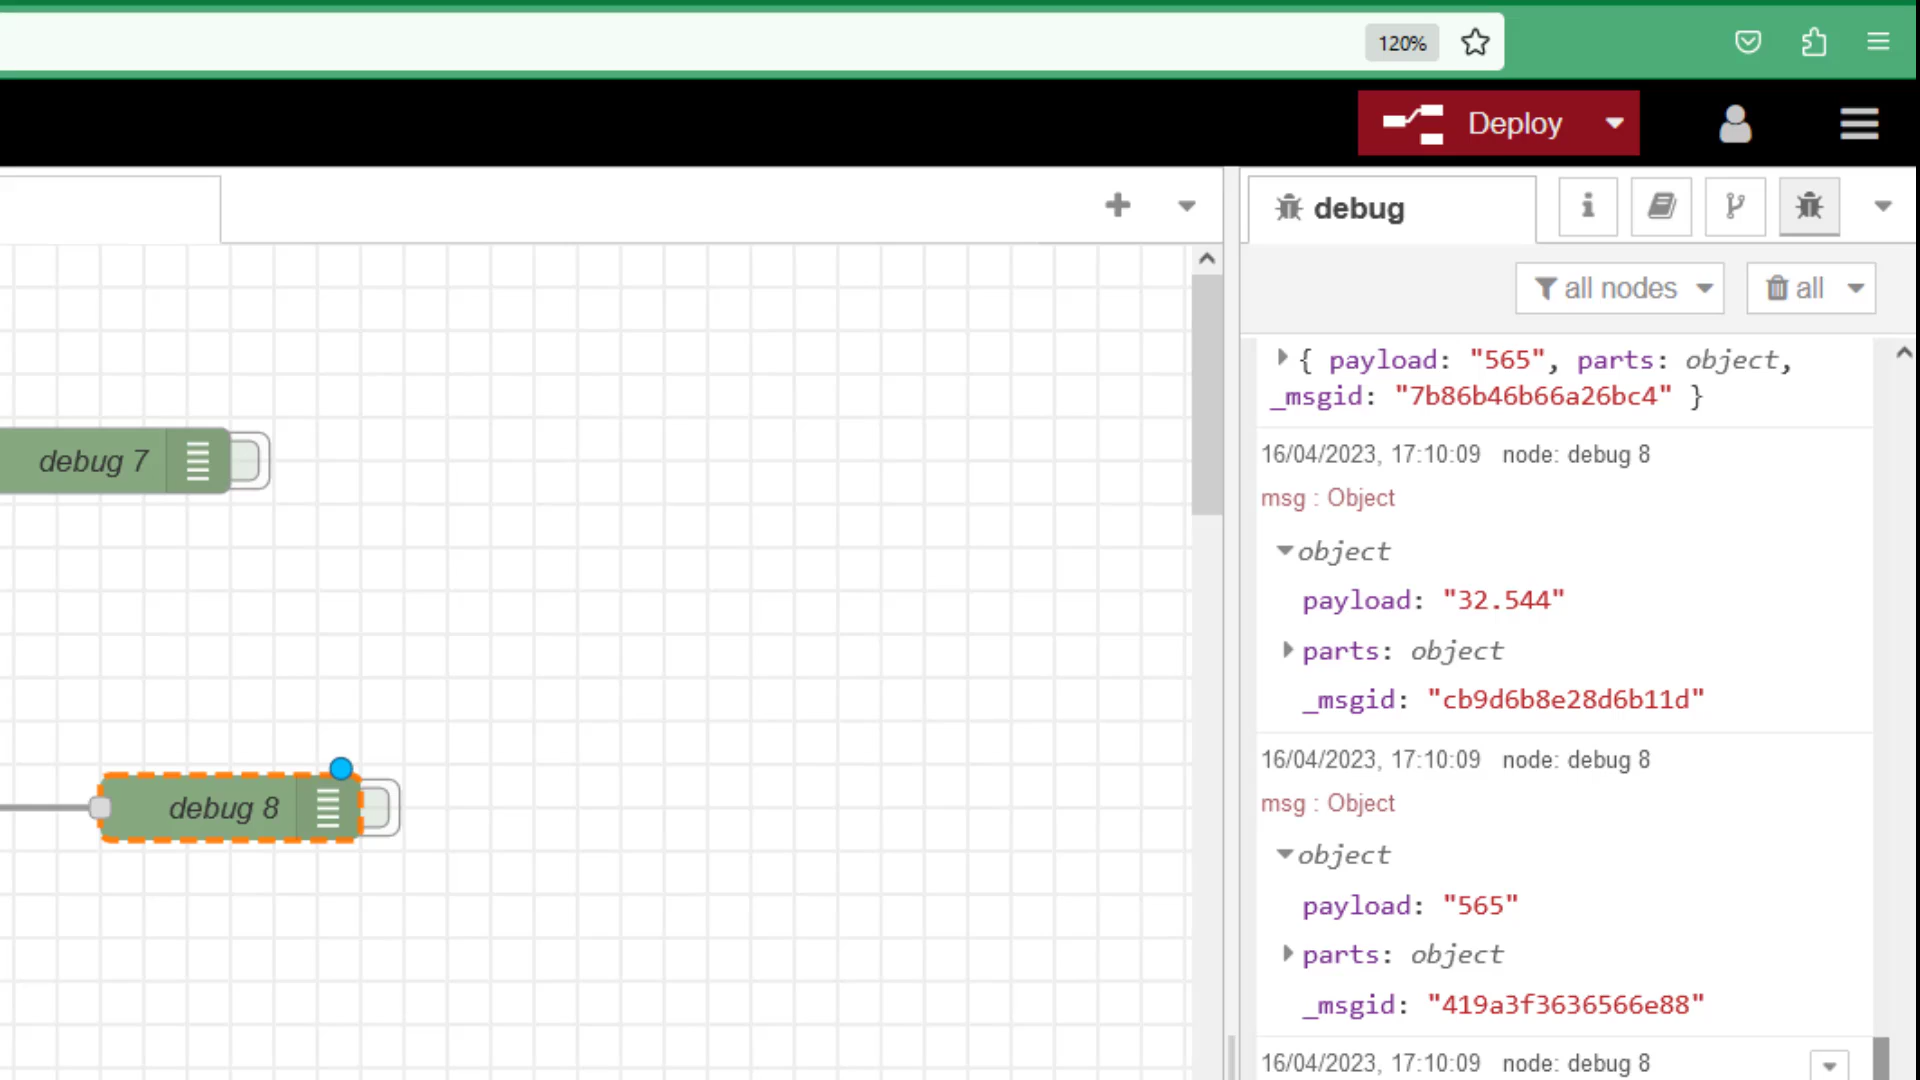 120%
Deploy
debug
all nodes
all
{ payload: "565", parts: object,
_msgid: "7b86b46b66a26bc4" }
16/04/2023, 17:10:09 node: debug 8
msg : Object
object
payload: "32.544"
parts: object
_msgid: "cb9d6b8e28d6b11d"
16/04/2023, 17:10:09 node: debug 8
msg : Object
object
payload: "565"
parts: object
_msgid: "419a3f3636566e88"
16/04/2023, 17:10:09 node: debug 8
debug 7
debug 8